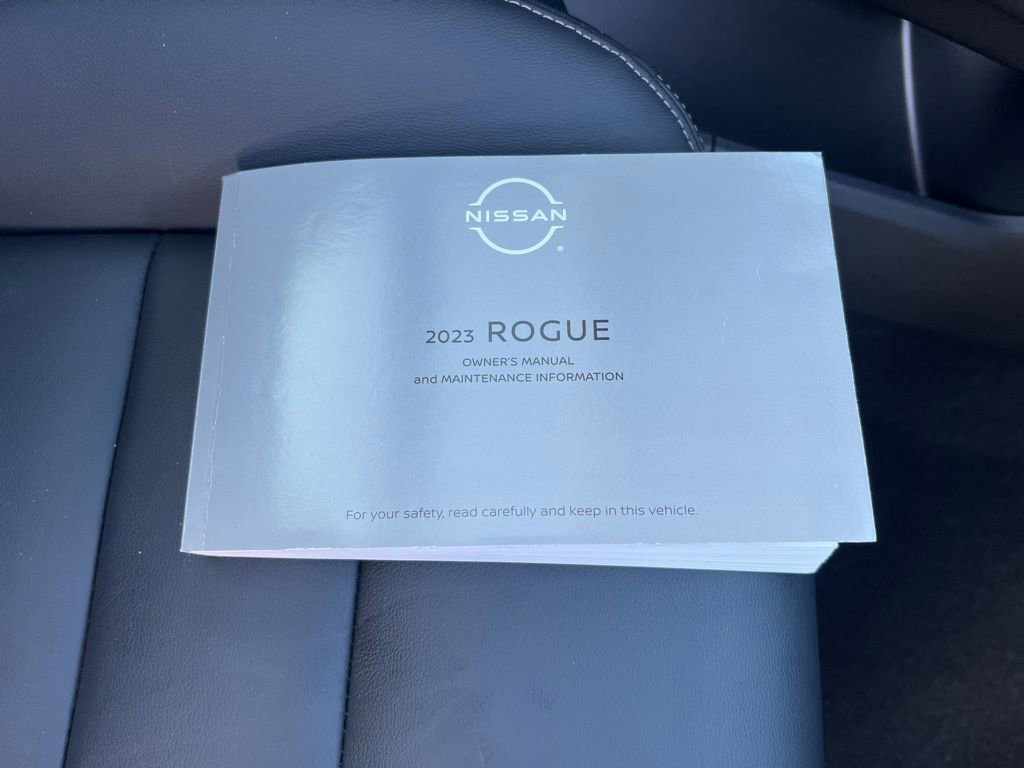 NISSAN
®
2023 ROGUE
OWNER'S MANUAL
and MAINTENANCE INFORMATION
For your safety, read carefully and keep in this vehicle.